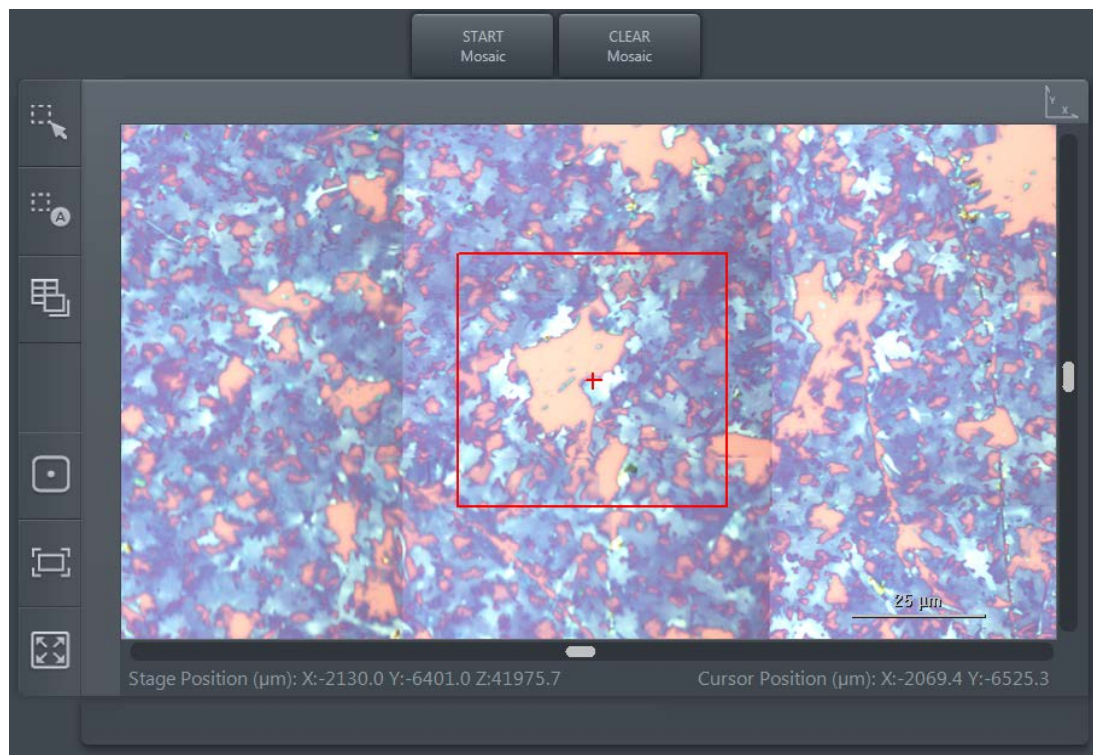 START
Mosaic
CLEAR
Mosaic
Y
X
A
25 µm
Stage Position (µm): X:-2130.0 Y:-6401.0 Z:41975.7
Cursor Position (µm): X:-2069.4 Y:-6525.3